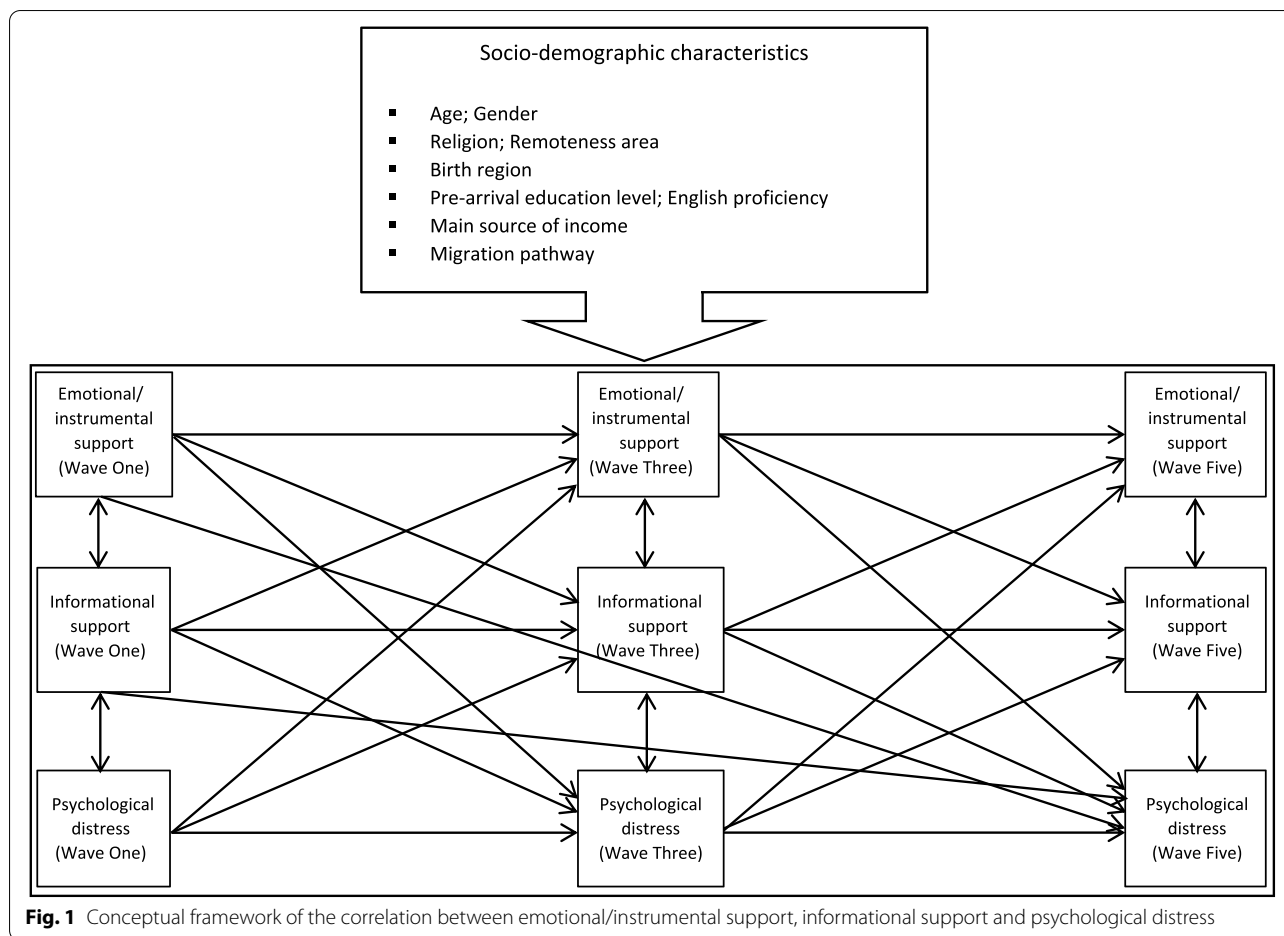 Socio-demographic characteristics
▪ Age; Gender
▪ Religion; Remoteness area
▪ Birth region
▪ Pre-arrival education level; English proficiency
▪ Main source of income
▪ Migration pathway
Emotional/
instrumental
support
(Wave One)
Emotional/
instrumental
support
(Wave Three)
Emotional/
instrumental
support
(Wave Five)
Informational
support
(Wave One)
Informational
support
(Wave Three)
Informational
support
(Wave Five)
Psychological
distress
(Wave One)
Psychological
distress
(Wave Three)
Psychological
distress
(Wave Five)
Fig. 1 Conceptual framework of the correlation between emotional/instrumental support, informational support and psychological distress